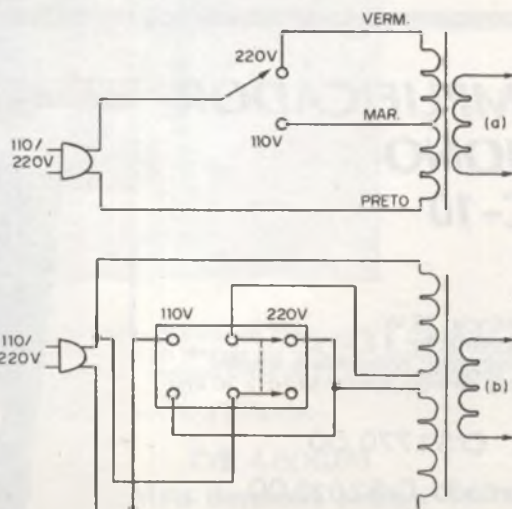 VERM.
220V
MAR.
110V
110/
220V
(a)
PRETO
110V
220V
110/
220V
(b)